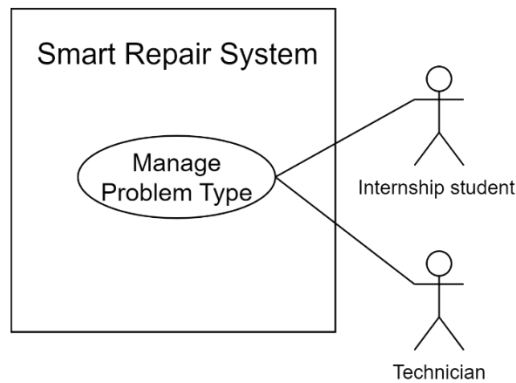 Smart Repair System
Manage
Problem Type
Internship student
Technician